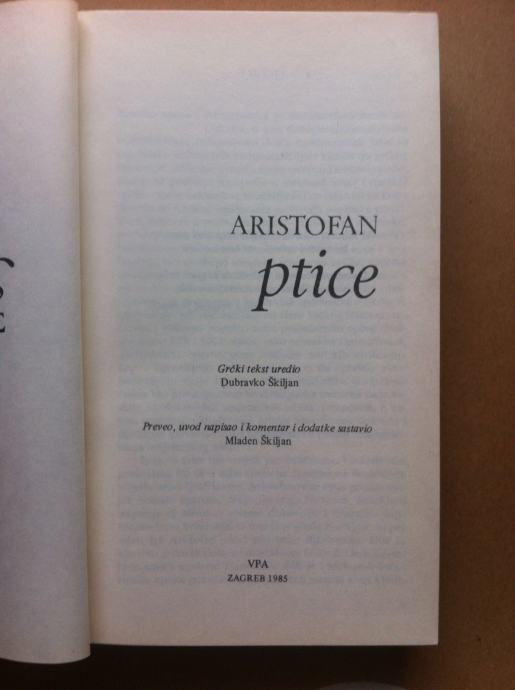 ARISTOFAN
ptice
Grčki tekst uredio
Dubravko Škiljan
Preveo, uvod napisao i komentar i dodatke sastavio
Mladen Škiljan
VPA
ZAGREB 1985